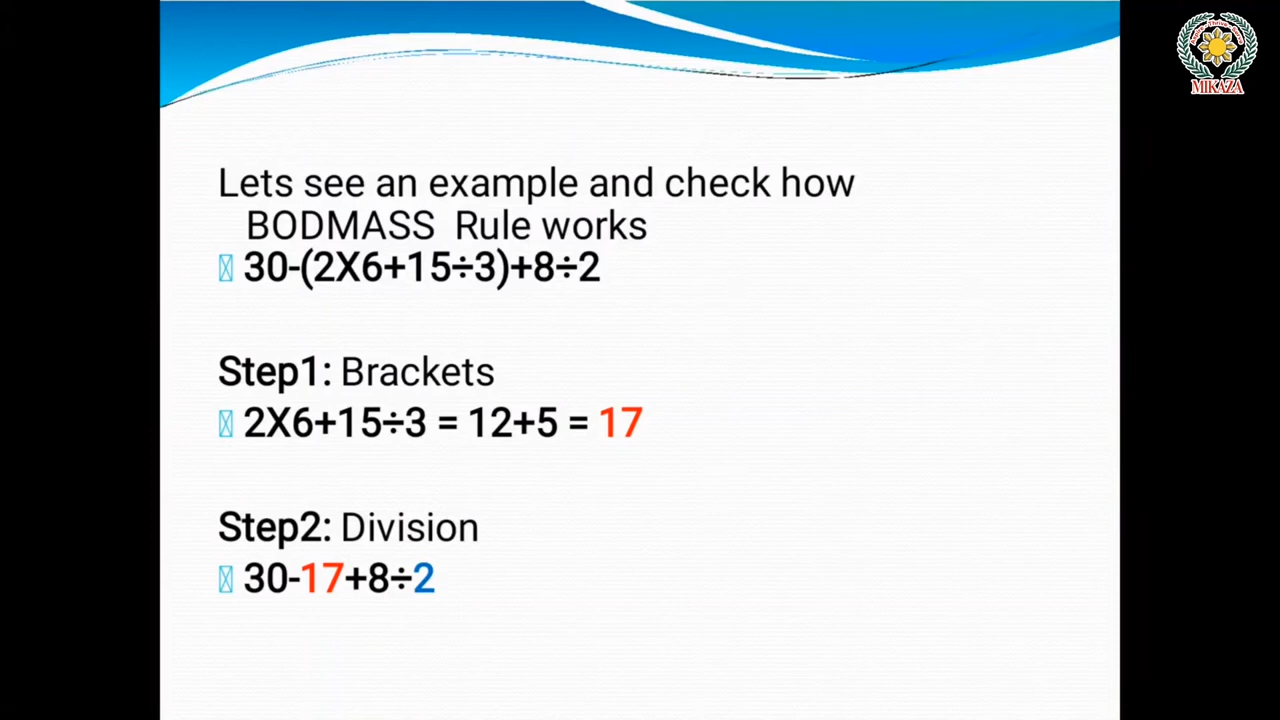 Lets see an example and check how
BODMASS Rule works
30-(2X6+15÷3)+8÷2
Step1: Brackets
2X6+15÷3 = 12+5 = 17
Step2: Division
30-17+8÷2
MIKAZA